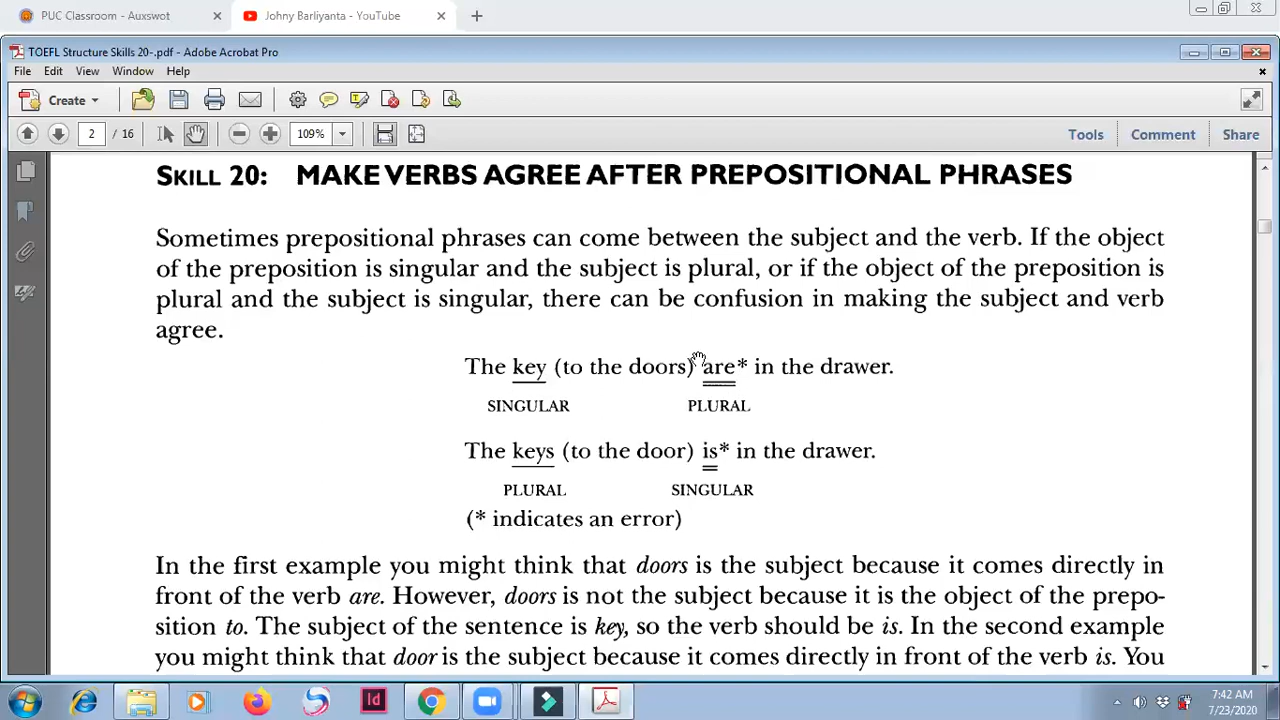 PUC Classroom - Auxswot × Johny Barliyanta - YouTube × +
TOEFL Structure Skills 20-.pdf - Adobe Acrobat Pro
File Edit View Window Help
Create
2 / 16 109% Tools Comment Share
SKILL 20: MAKE VERBS AGREE AFTER PREPOSITIONAL PHRASES
Sometimes prepositional phrases can come between the subject and the verb. If the object
of the preposition is singular and the subject is plural, or if the object of the preposition is
plural and the subject is singular, there can be confusion in making the subject and verb
agree.
The key (to the doors) are* in the drawer.
SINGULAR PLURAL
The keys (to the door) is* in the drawer.
PLURAL SINGULAR
(* indicates an error)
In the first example you might think that doors is the subject because it comes directly in
front of the verb are. However, doors is not the subject because it is the object of the prepo-
sition to. The subject of the sentence is key, so the verb should be is. In the second example
you might think that door is the subject because it comes directly in front of the verb is. You
Id
7:42 AM
7/23/2020